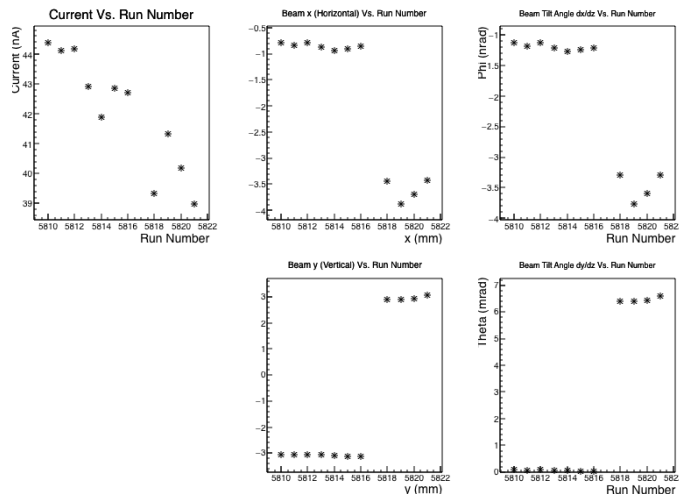 Current Vs. Run Number
Current (nA)
44
43
42
41
40
39
5810 5812 5814 5816 5818 5820 5822
Run Number
Beam x (Horizontal) Vs. Run Number
−0.5
−1
−1.5
−2
−2.5
−3
−3.5
−4
5810 5812 5814 5816 5818 5820 5822
x (mm)
Beam Tilt Angle dx/dz Vs. Run Number
Phi (nrad)
−1
−1.5
−2
−2.5
−3
−3.5
−4
5810 5812 5814 5816 5818 5820 582
Run Number
Beam y (Vertical) Vs. Run Number
3
2
1
0
−1
−2
−3
5810 5812 5814 5816 5818 5820 5822
y (mm)
Beam Tilt Angle dy/dz Vs. Run Number
Theta (mrad)
7
6
5
4
3
2
1
0
5810 5812 5814 5816 5818 5820 582
Run Number